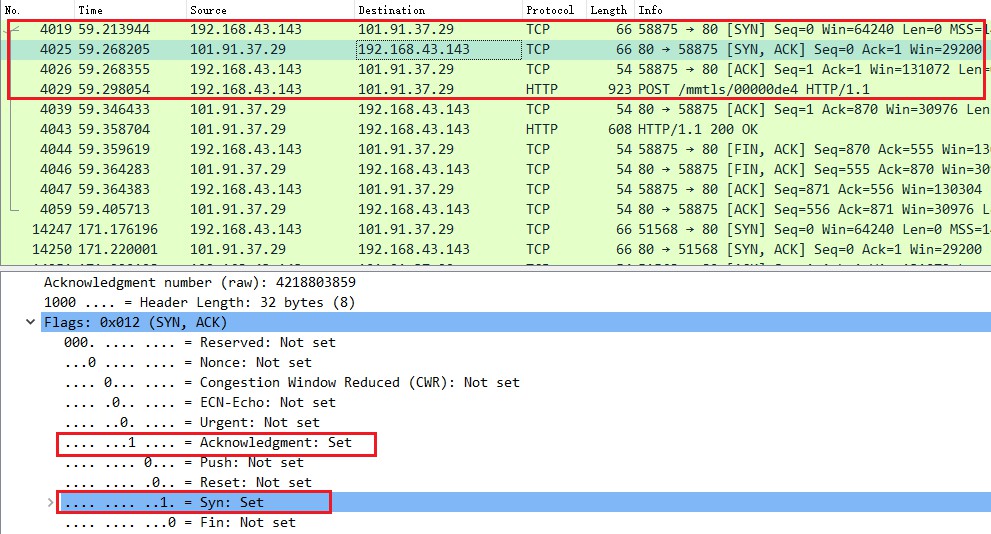 No. Time Source Destination Protocol Length Info
4019 59.213944 192.168.43.143 101.91.37.29 TCP 66 58875 → 80 [SYN] Seq=0 Win=64240 Len=0 MSS=1
4025 59.268205 101.91.37.29 192.168.43.143 TCP 66 80 → 58875 [SYN, ACK] Seq=0 Ack=1 Win=29200
4026 59.268355 192.168.43.143 101.91.37.29 TCP 54 58875 → 80 [ACK] Seq=1 Ack=1 Win=131072 Len=
4029 59.298054 192.168.43.143 101.91.37.29 HTTP 923 POST /mmtls/00000de4 HTTP/1.1
4039 59.346433 101.91.37.29 192.168.43.143 TCP 54 80 → 58875 [ACK] Seq=1 Ack=870 Win=30976 Len
4043 59.358704 101.91.37.29 192.168.43.143 HTTP 608 HTTP/1.1 200 OK
4044 59.359619 192.168.43.143 101.91.37.29 TCP 54 58875 → 80 [FIN, ACK] Seq=870 Ack=555 Win=13
4046 59.364283 101.91.37.29 192.168.43.143 TCP 54 80 → 58875 [FIN, ACK] Seq=555 Ack=870 Win=30
4047 59.364383 192.168.43.143 101.91.37.29 TCP 54 58875 → 80 [ACK] Seq=871 Ack=556 Win=130304
4059 59.405713 101.91.37.29 192.168.43.143 TCP 54 80 → 58875 [ACK] Seq=556 Ack=871 Win=30976 L
14247 171.176196 192.168.43.143 101.91.37.29 TCP 66 51568 → 80 [SYN] Seq=0 Win=64240 Len=0 MSS=1
14250 171.220001 101.91.37.29 192.168.43.143 TCP 66 80 → 51568 [SYN, ACK] Seq=0 Ack=1 Win=29200
Acknowledgment number (raw): 4218803859
1000 .... = Header Length: 32 bytes (8)
Flags: 0x012 (SYN, ACK)
000. .... .... = Reserved: Not set
...0 .... .... = Nonce: Not set
.... 0... .... = Congestion Window Reduced (CWR): Not set
.... .0.. .... = ECN-Echo: Not set
.... ..0. .... = Urgent: Not set
.... ...1 .... = Acknowledgment: Set
.... .... 0... = Push: Not set
.... .... .0.. = Reset: Not set
.... .... ..1. = Syn: Set
.... .... ...0 = Fin: Not set